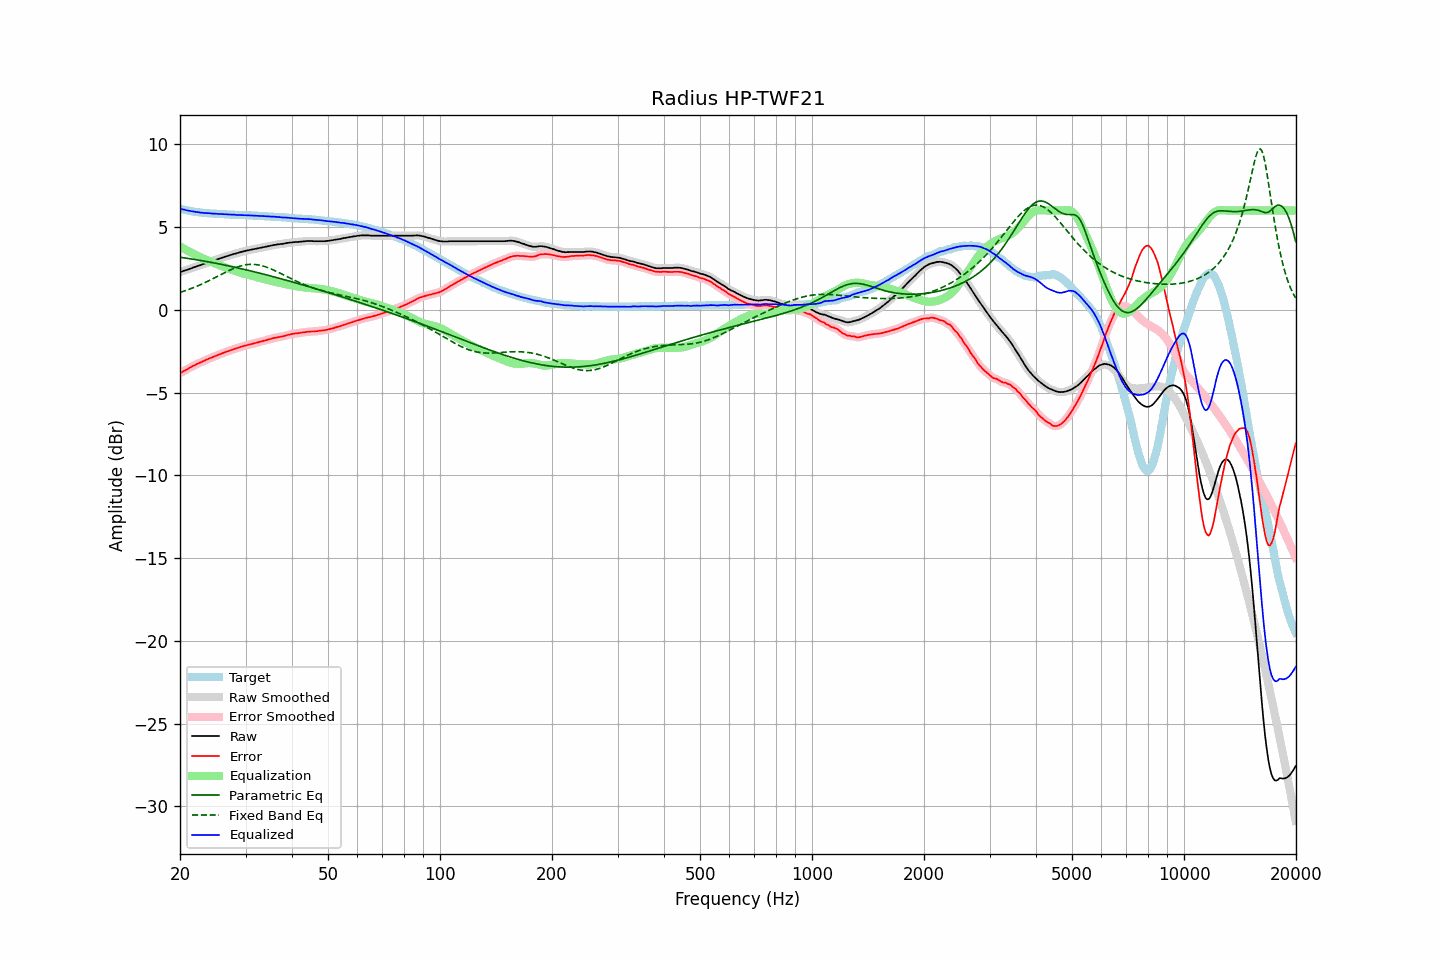 Radius HP-TWF21
10
5
0
−5
−10
−15
−20
−25
−30
Amplitude (dBr)
Target
Raw Smoothed
Error Smoothed
Raw
Error
Equalization
Parametric Eq
Fixed Band Eq
Equalized
20 50 100 200 500 1000 2000 5000 10000 20000
Frequency (Hz)